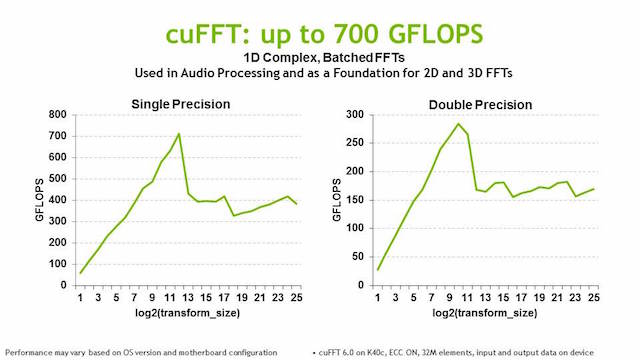 cuFFT: up to 700 GFLOPS
1D Complex, Batched FFTs
Used in Audio Processing and as a Foundation for 2D and 3D FFTs
Single Precision
800
700
600
500
400
300
200
100
0
GFLOPS
1 3 5 7 9 11 13 15 17 19 21 23 25
log2(transform_size)
Double Precision
300
250
200
150
100
50
0
GFLOPS
1 3 5 7 9 11 13 15 17 19 21 23 25
log2(transform_size)
Performance may vary based on OS version and motherboard configuration
• cuFFT 6.0 on K40c, ECC ON, 32M elements, input and output data on device